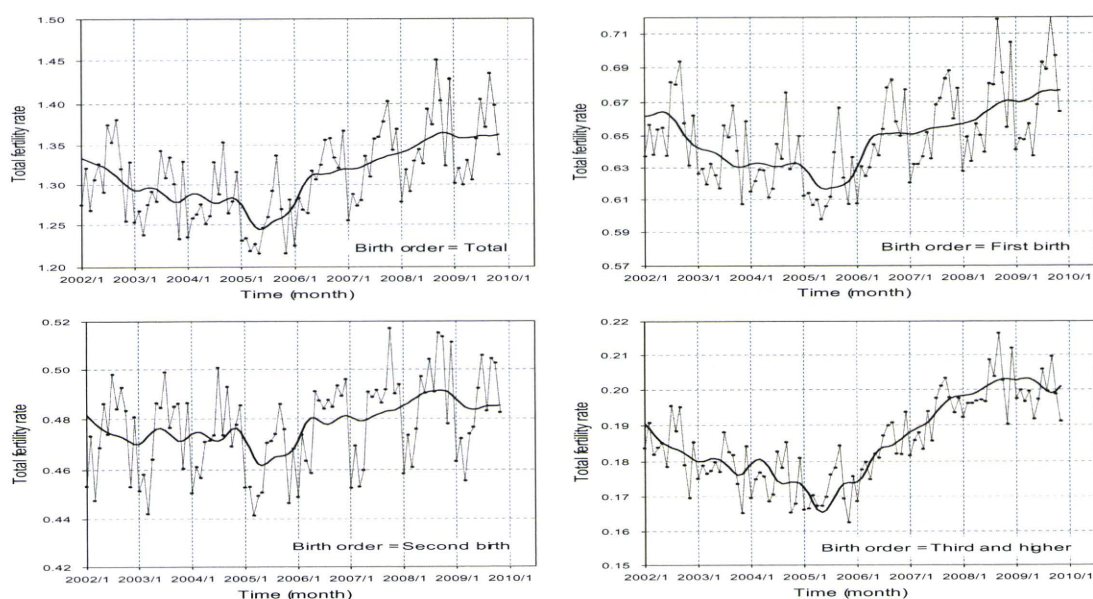 Total fertility rate
1.50
1.45
1.40
1.35
1.30
1.25
1.20
2002/1 2003/1 2004/1 2005/1 2006/1 2007/1 2008/1 2009/1 2010/1
Time (month)
Birth order = Total
Total fertility rate
0.71
0.69
0.67
0.65
0.63
0.61
0.59
0.57
2002/1 2003/1 2004/1 2005/1 2006/1 2007/1 2008/1 2009/1 2010/1
Time (month)
Birth order = First birth
Total fertility rate
0.52
0.50
0.48
0.46
0.44
0.42
2002/1 2003/1 2004/1 2005/1 2006/1 2007/1 2008/1 2009/1 2010/1
Time (month)
Birth order = Second birth
Total fertility rate
0.22
0.21
0.20
0.19
0.18
0.17
0.16
0.15
2002/1 2003/1 2004/1 2005/1 2006/1 2007/1 2008/1 2009/1 2010/1
Time (month)
Birth order = Third and higher